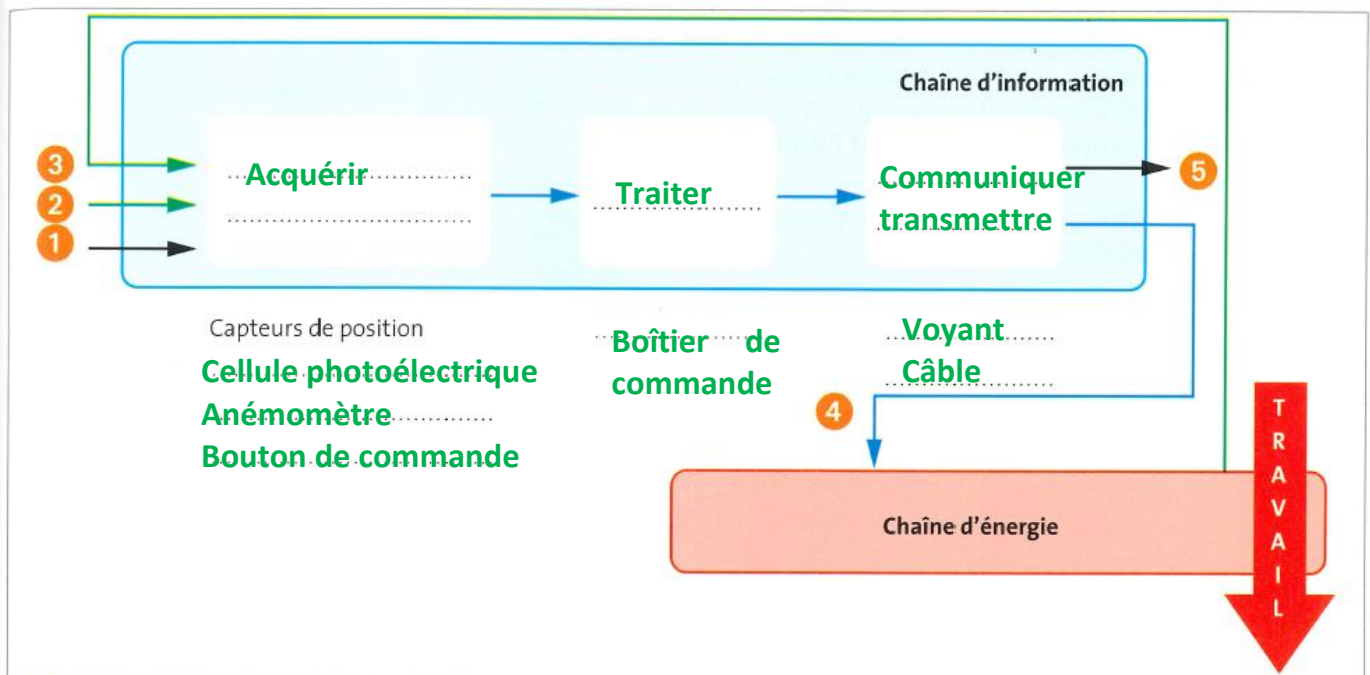 Chaîne d'information
3
2
1
Acquérir
Traiter
Communiquer
transmettre
5
Capteurs de position
Cellule photoélectrique
Anémomètre
Bouton de commande
Boîtier de
commande
Voyant
Câble
4
Chaîne d'énergie
TRAVAIL